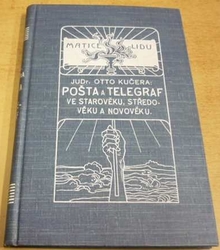 MATICE LIDU
JUDr. OTTO KUČERA:
POŠTA A TELEGRAF
VE STAROVĚKU, STŘEDO-
VĚKU A NOVOVĚKU.